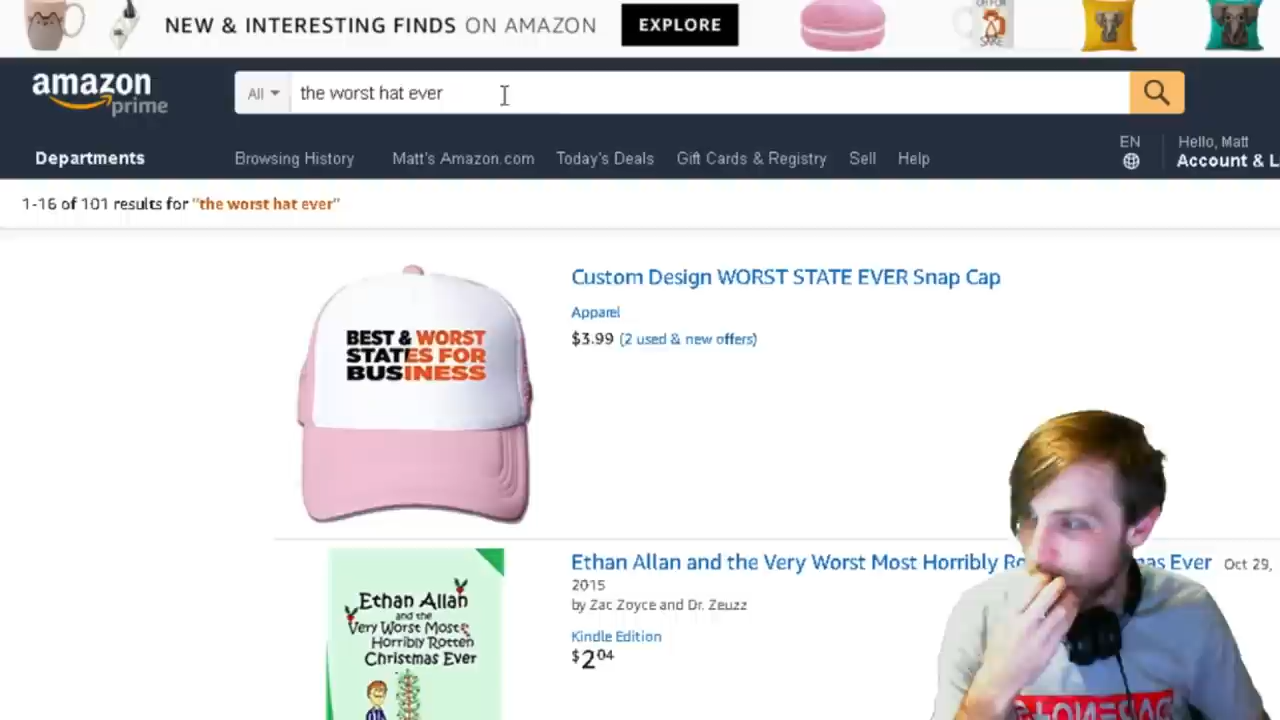 NEW & INTERESTING FINDS ON AMAZON EXPLORE
amazon prime
All the worst hat ever
EN Hello, Matt
Departments Browsing History Matt's Amazon.com Today's Deals Gift Cards & Registry Sell Help Account & L
1-16 of 101 results for "the worst hat ever"
Custom Design WORST STATE EVER Snap Cap
Apparel
$3.99 (2 used & new offers)
BEST & WORST
STATES FOR
BUSINESS
Ethan Allan and the Very Worst Most Horribly Ro as Ever Oct 29,
2015
by Zac Zoyce and Dr. Zeuzz
Kindle Edition
$204
Ethan Allan
and the
Very Worst Most
Horribly Rotten
Christmas Ever